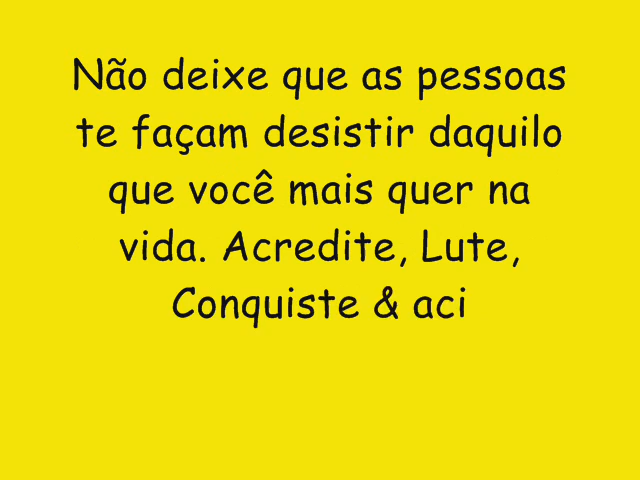 Não deixe que as pessoas
te façam desistir daquilo
que você mais quer na
vida. Acredite, Lute,
Conquiste & aci